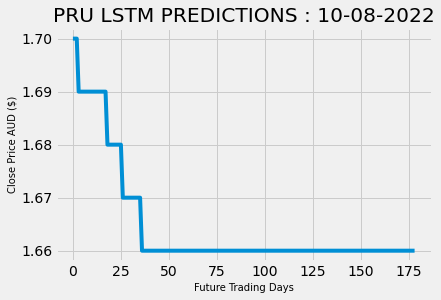 PRU LSTM PREDICTIONS : 10-08-2022
1.70
1.69
1.68
1.67
1.66
Close Price AUD ($)
0 25 50 75 100 125 150 175
Future Trading Days